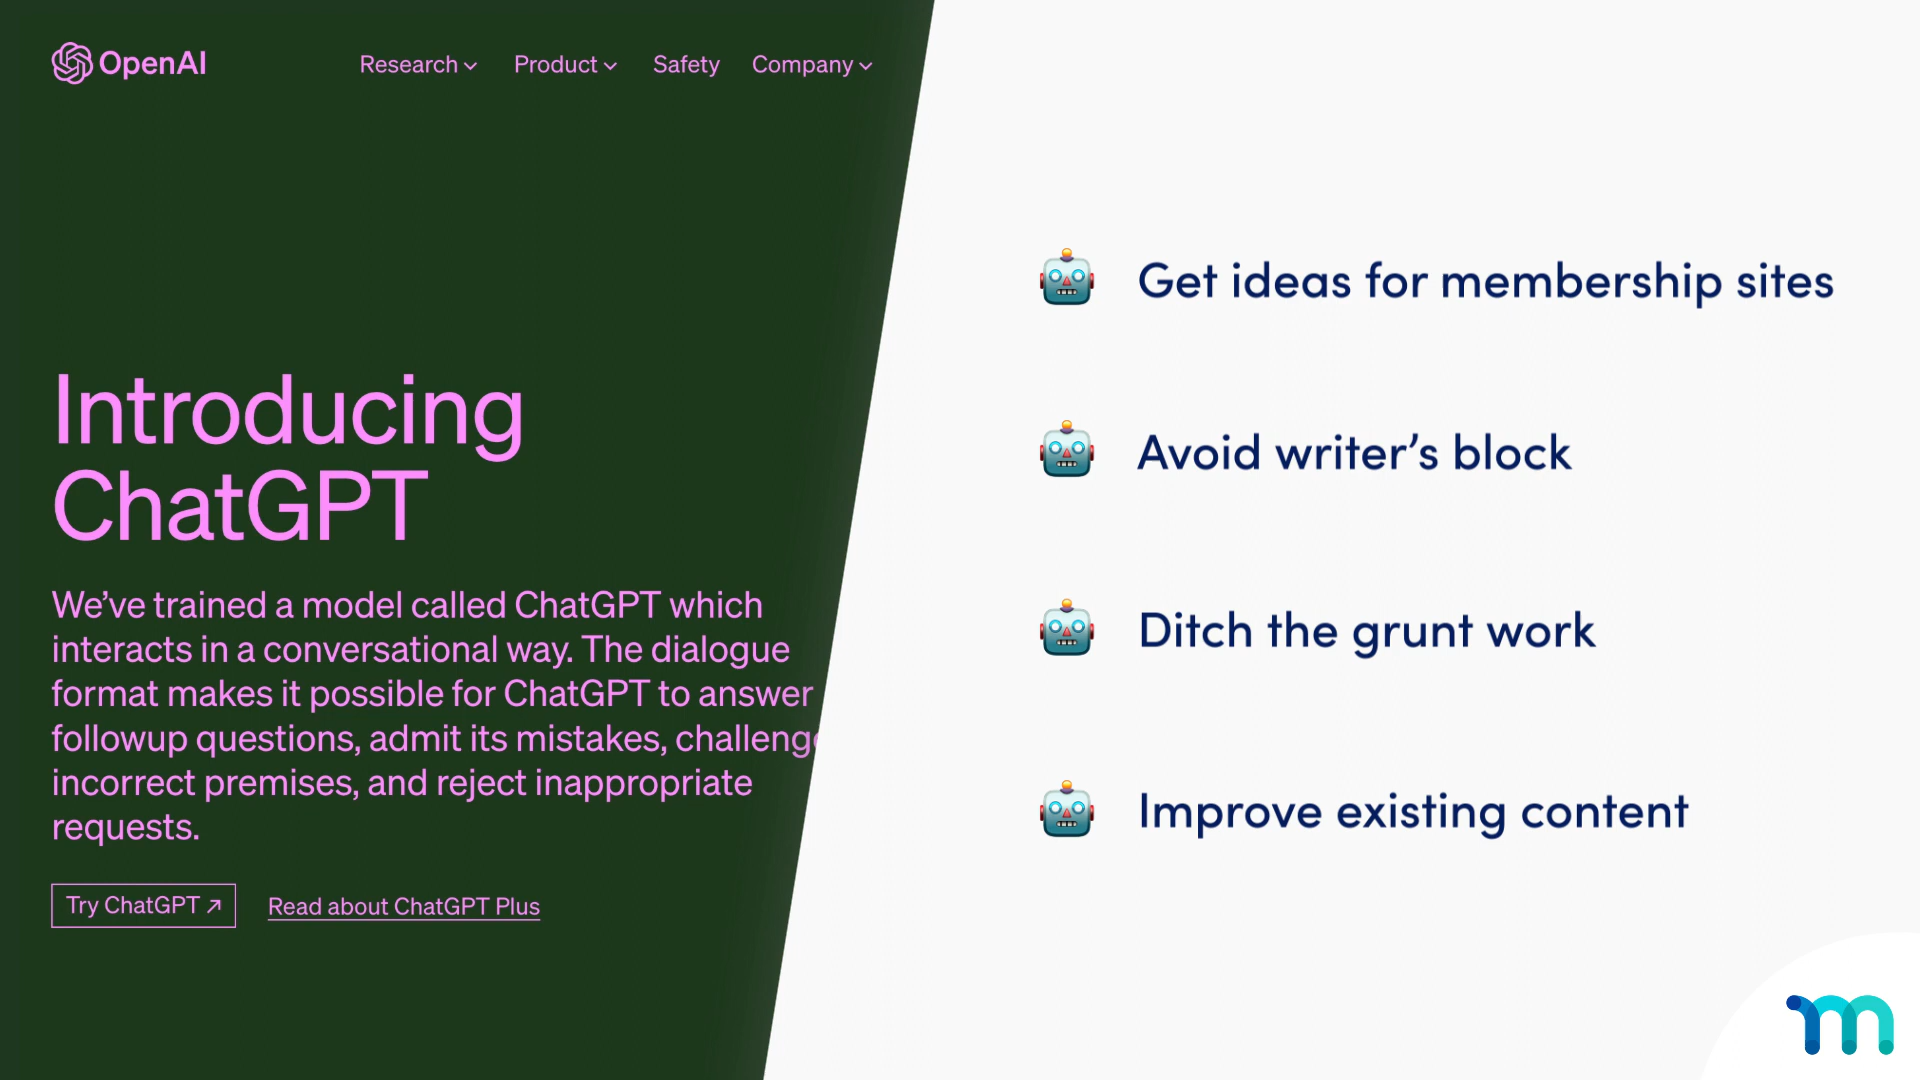 OpenAI
Research
Product
Safety
Company
Introducing
ChatGPT
We’ve trained a model called ChatGPT which
interacts in a conversational way. The dialogue
format makes it possible for ChatGPT to answer
followup questions, admit its mistakes, challenge
incorrect premises, and reject inappropriate
requests.
Try ChatGPT ↗
Read about ChatGPT Plus
Get ideas for membership sites
Avoid writer’s block
Ditch the grunt work
Improve existing content
m